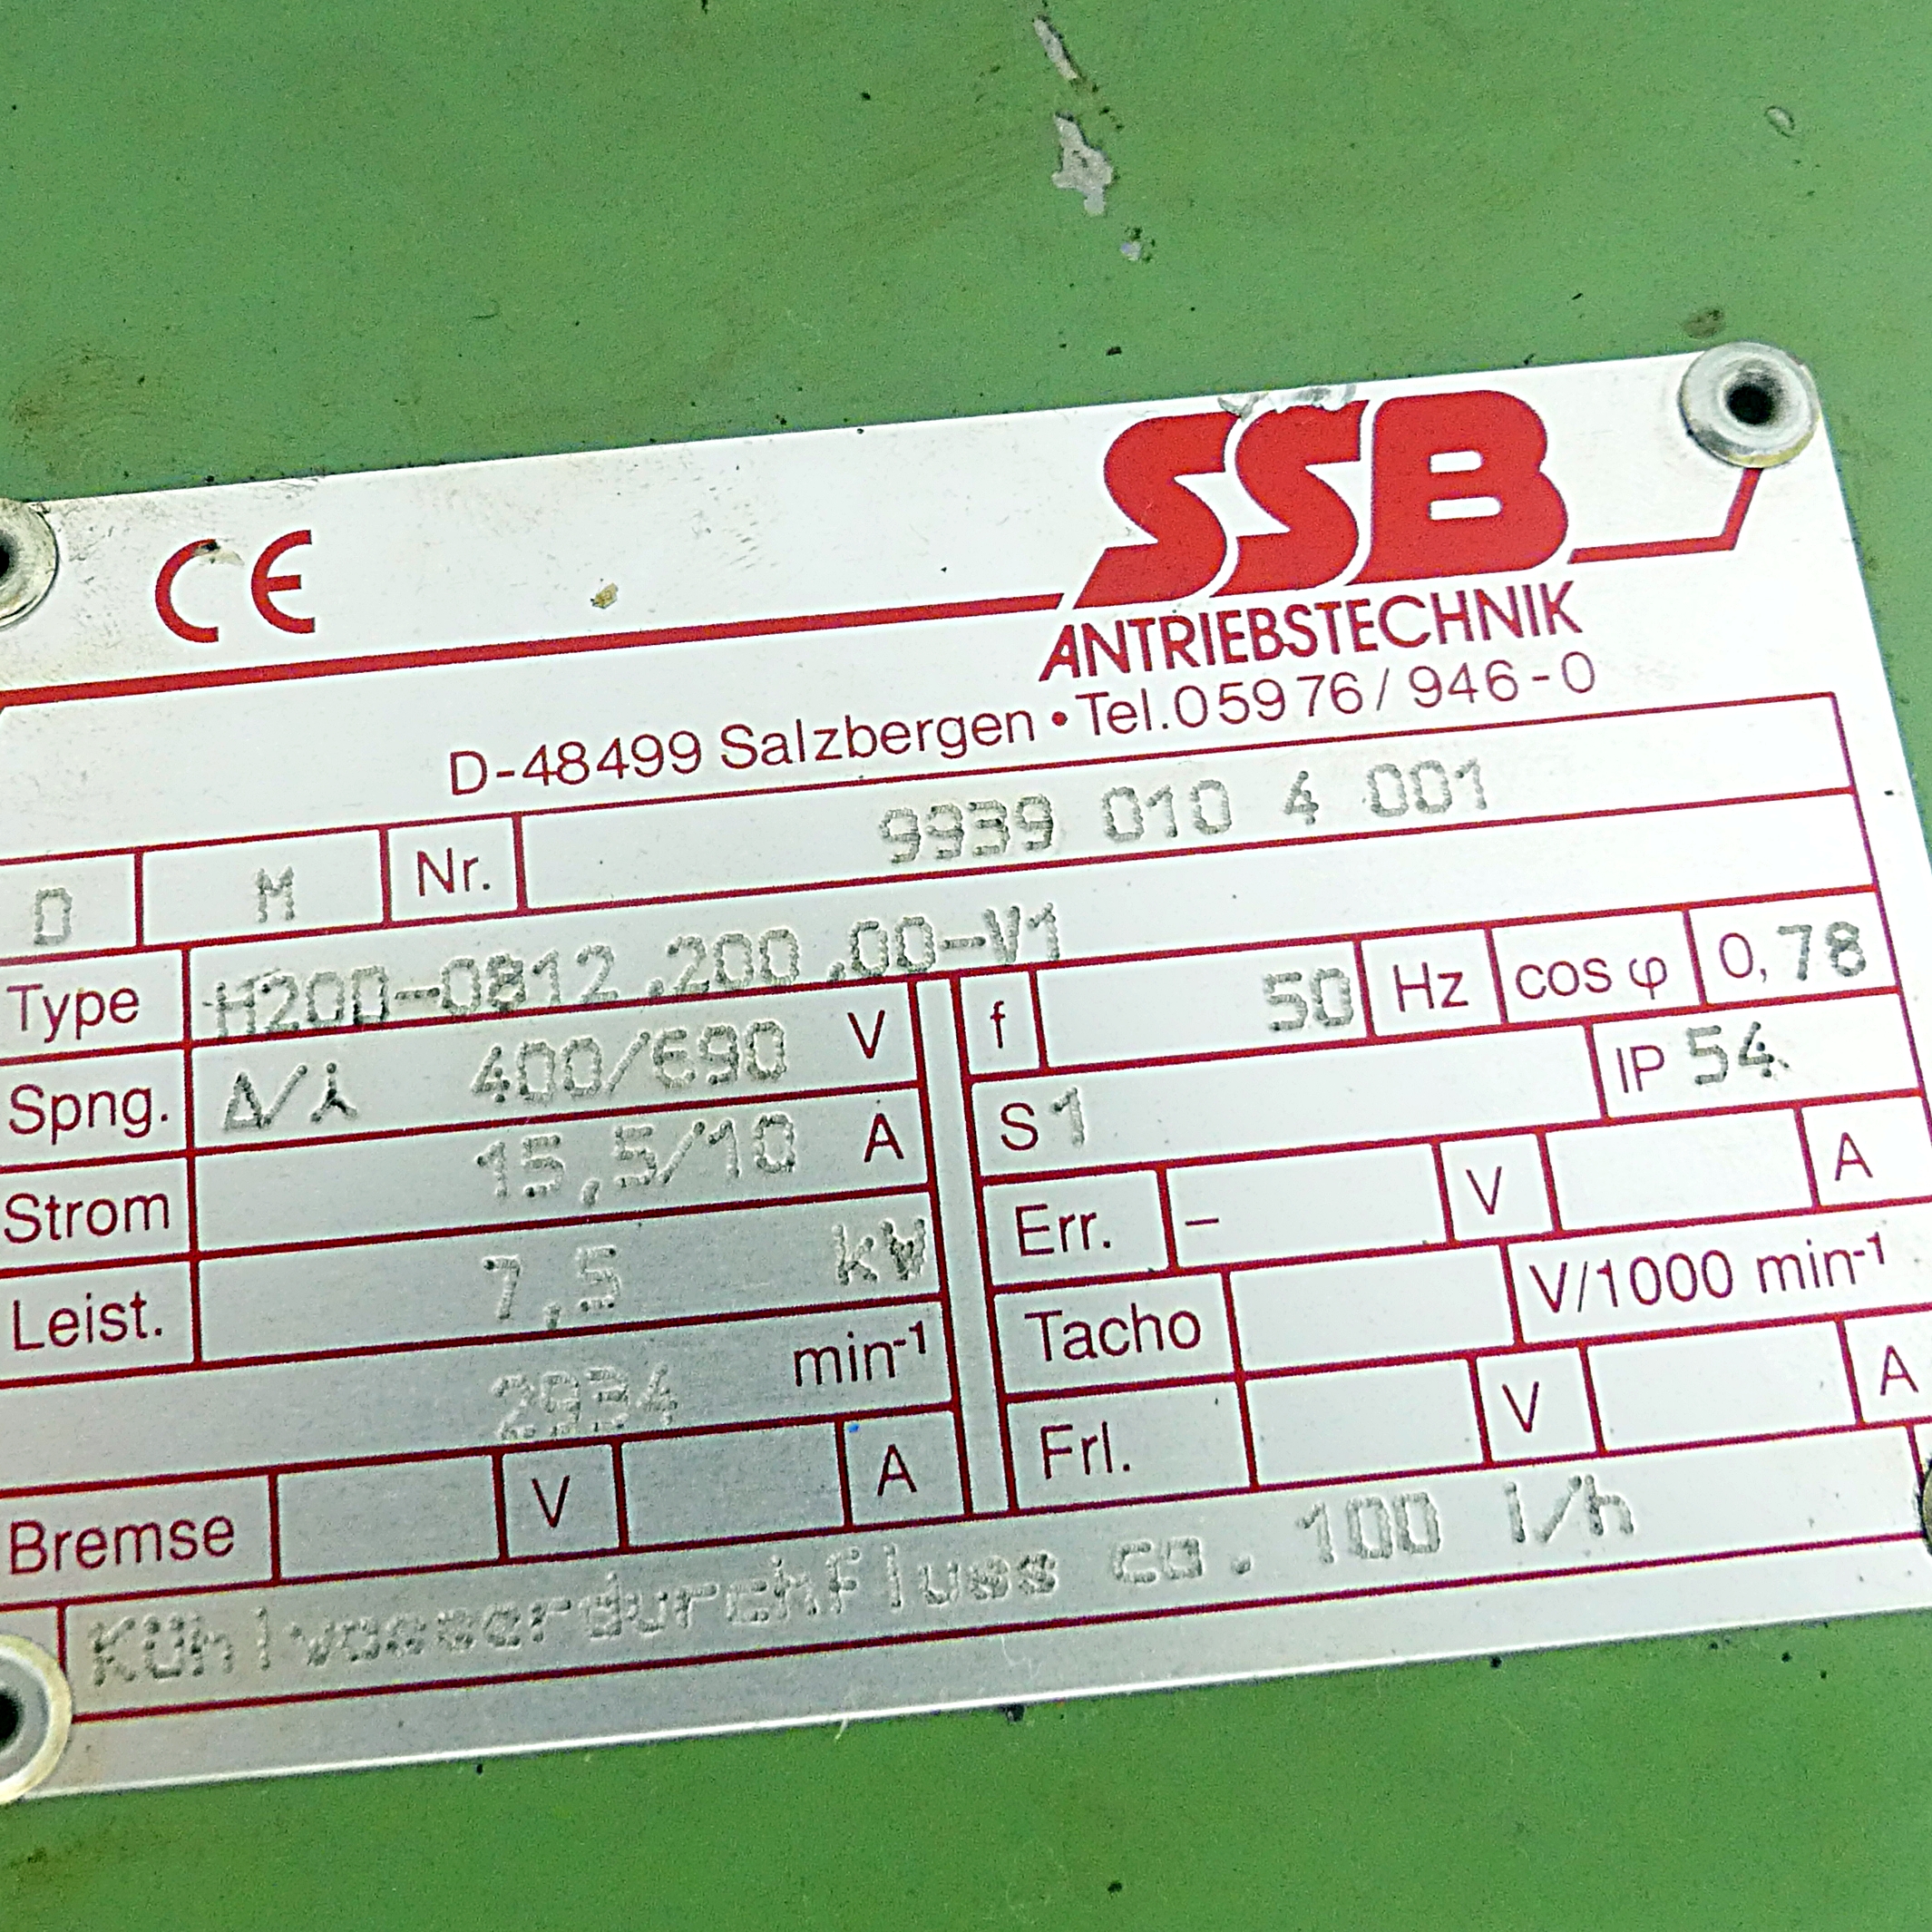 CE
SSB
ANTRIEBSTECHNIK
D-48499 Salzbergen • Tel.05976/946-0
D M Nr. 9939 010 4 001
Type H200-0812.200.00-V1
Spng. Δ/⅄ 400/690 V f 50 Hz cos φ 0,78
Strom 15,5/10 A S1 IP 54
Leist. 7,5 kW Err. – V A
2934 min-1 Tacho V/1000 min-1
Bremse V A Frl. V A
Kühlwasserdurchfluss ca. 100 l/h